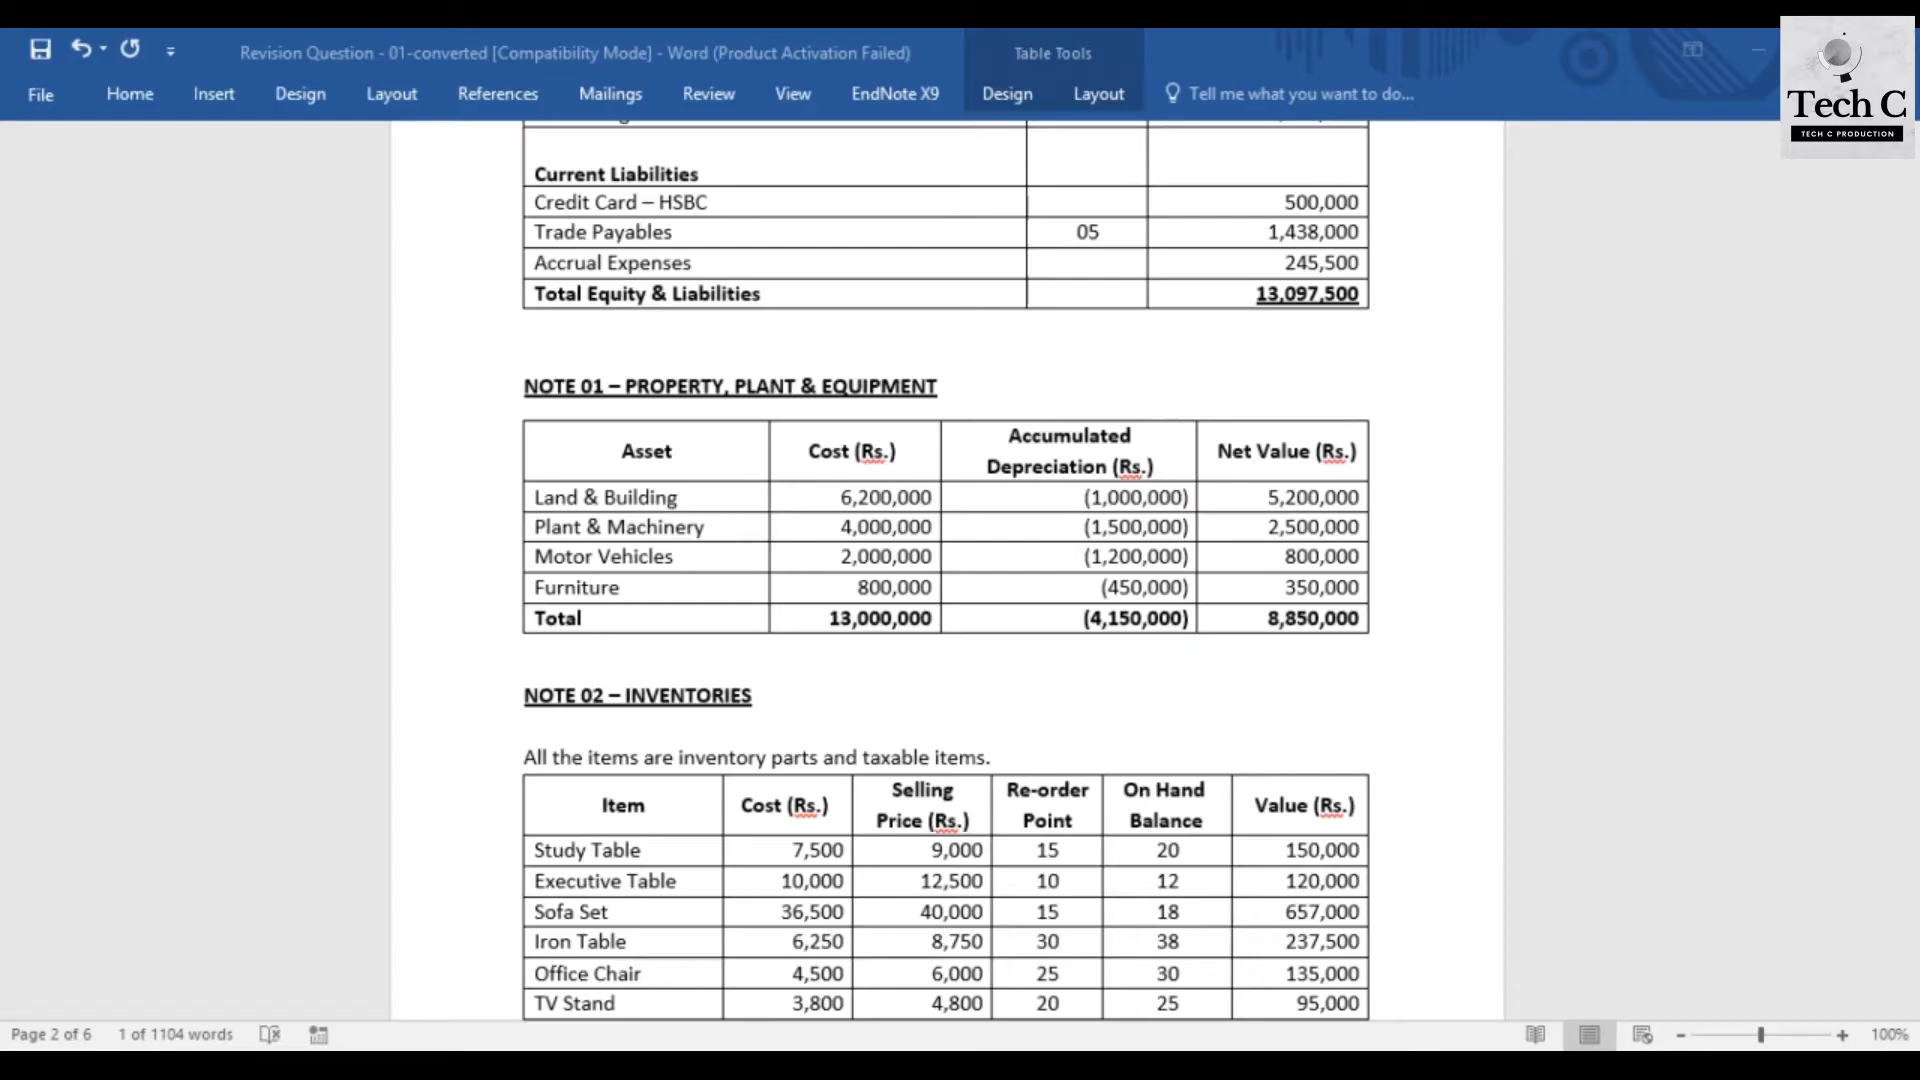 Revision Question - 01-converted [Compatibility Mode] - Word (Product Activation Failed)
Table Tools
File Home Insert Design Layout References Mailings Review View EndNote X9 Design Layout Tell me what you want to do...
Tech C
TECH C PRODUCTION
Current Liabilities
Credit Card – HSBC 500,000
Trade Payables 05 1,438,000
Accrual Expenses 245,500
Total Equity & Liabilities 13,097,500
NOTE 01 – PROPERTY, PLANT & EQUIPMENT
Asset Cost (Rs.) Accumulated Depreciation (Rs.) Net Value (Rs.)
Land & Building 6,200,000 (1,000,000) 5,200,000
Plant & Machinery 4,000,000 (1,500,000) 2,500,000
Motor Vehicles 2,000,000 (1,200,000) 800,000
Furniture 800,000 (450,000) 350,000
Total 13,000,000 (4,150,000) 8,850,000
NOTE 02 – INVENTORIES
All the items are inventory parts and taxable items.
Item Cost (Rs.) Selling Price (Rs.) Re-order Point On Hand Balance Value (Rs.)
Study Table 7,500 9,000 15 20 150,000
Executive Table 10,000 12,500 10 12 120,000
Sofa Set 36,500 40,000 15 18 657,000
Iron Table 6,250 8,750 30 38 237,500
Office Chair 4,500 6,000 25 30 135,000
TV Stand 3,800 4,800 20 25 95,000
Page 2 of 6 1 of 1104 words 100%